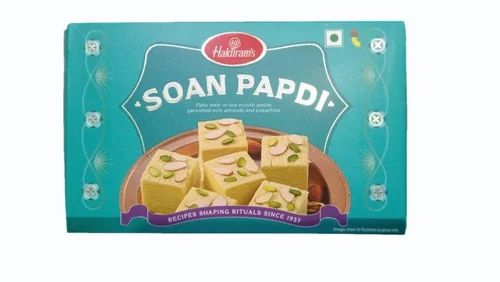 Haldiram's
SOAN PAPDI
Flaky melt-in-the-mouth pieces
garnished with almonds and pistachios
RECIPES SHAPING RITUALS SINCE 1937